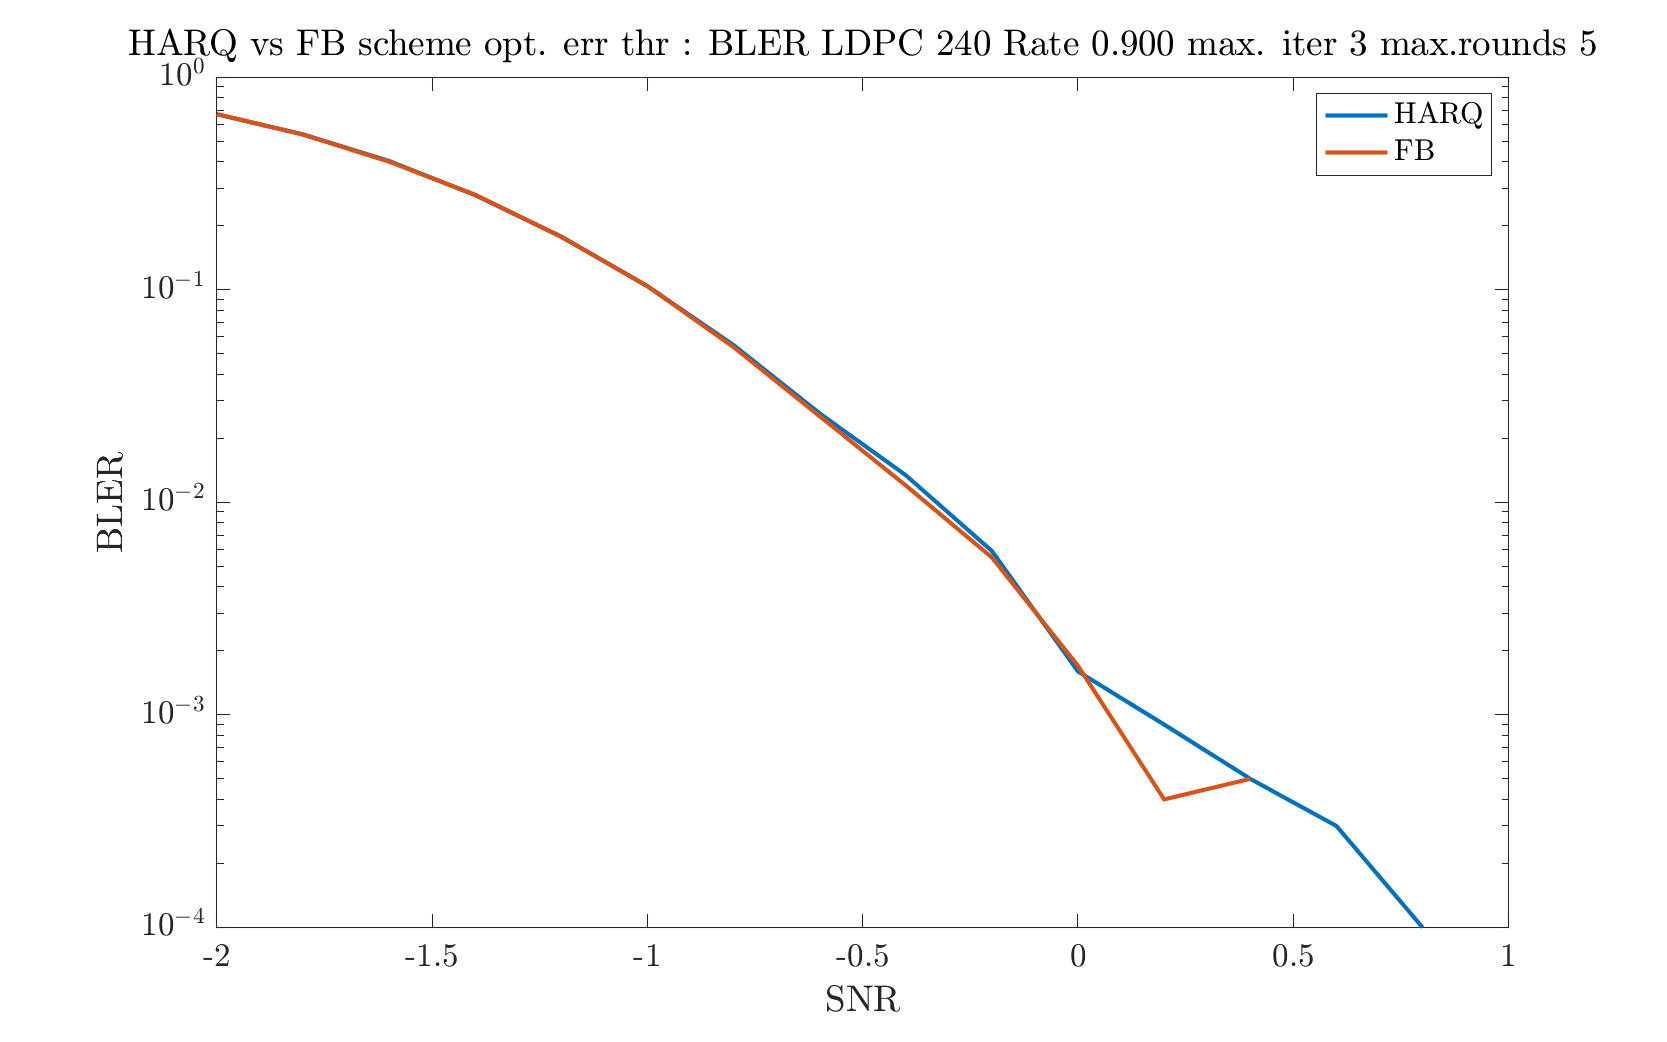 HARQ vs FB scheme opt. err thr : BLER LDPC 240 Rate 0.900 max. iter 3 max.rounds 5
10^0
10^{-1}
10^{-2}
10^{-3}
10^{-4}
BLER
HARQ
FB
-2 -1.5 -1 -0.5 0 0.5 1
SNR